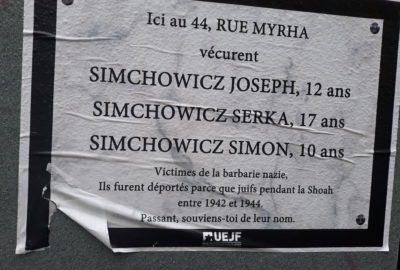 Ici au 44, RUE MYRHA
vécurent
SIMCHOWICZ JOSEPH, 12 ans
SIMCHOWICZ SERKA, 17 ans
SIMCHOWICZ SIMON, 10 ans
Victimes de la barbarie nazie,
Ils furent déportés parce que juifs pendant la Shoah
entre 1942 et 1944.
Passant, souviens-toi de leur nom.
UEJF